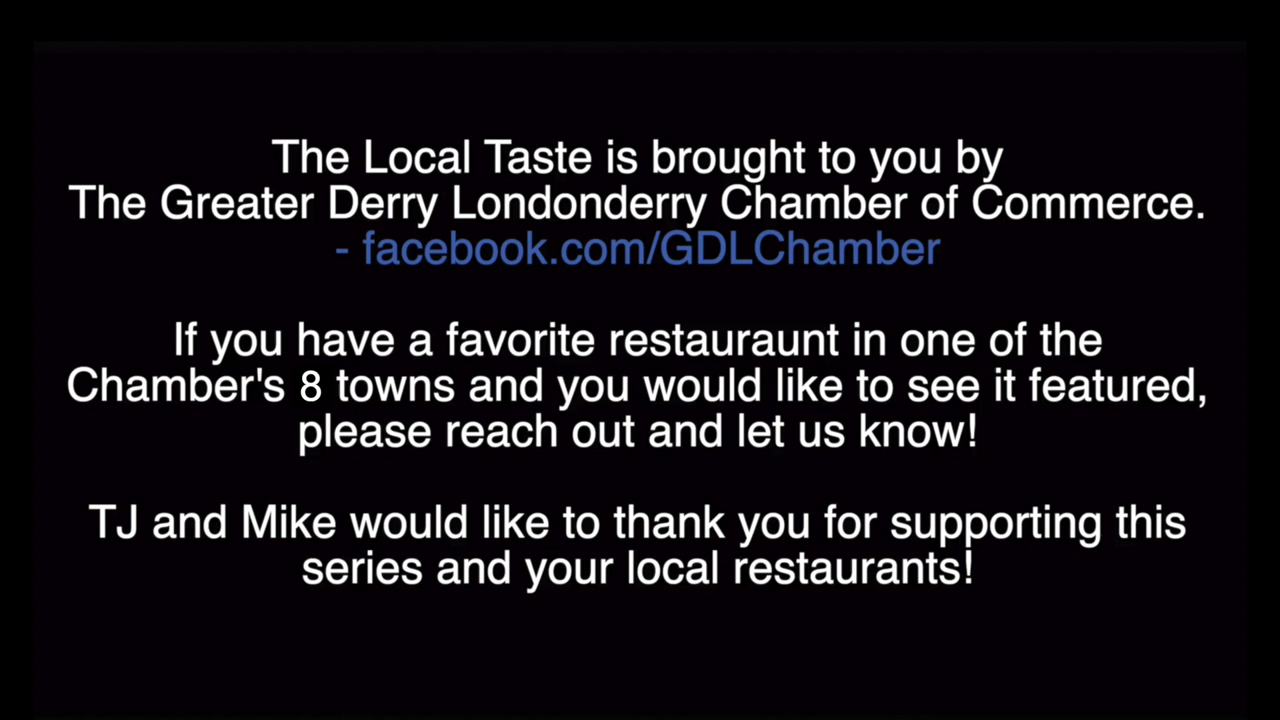 The Local Taste is brought to you by
The Greater Derry Londonderry Chamber of Commerce.
- facebook.com/GDLChamber
If you have a favorite restauraunt in one of the
Chamber's 8 towns and you would like to see it featured,
please reach out and let us know!
TJ and Mike would like to thank you for supporting this
series and your local restaurants!